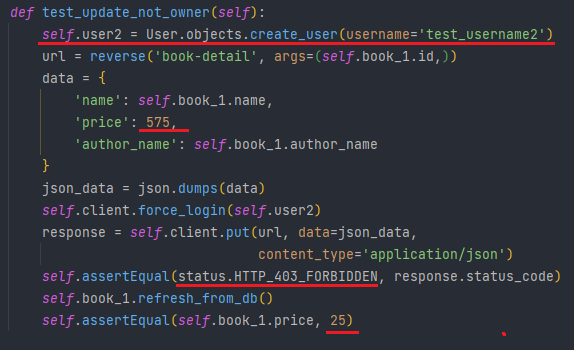 def test_update_not_owner(self):
    self.user2 = User.objects.create_user(username='test_username2')
    url = reverse('book-detail', args=(self.book_1.id,))
    data = {
        'name': self.book_1.name,
        'price': 575,
        'author_name': self.book_1.author_name
    }
    json_data = json.dumps(data)
    self.client.force_login(self.user2)
    response = self.client.put(url, data=json_data,
                               content_type='application/json')
    self.assertEqual(status.HTTP_403_FORBIDDEN, response.status_code)
    self.book_1.refresh_from_db()
    self.assertEqual(self.book_1.price, 25)